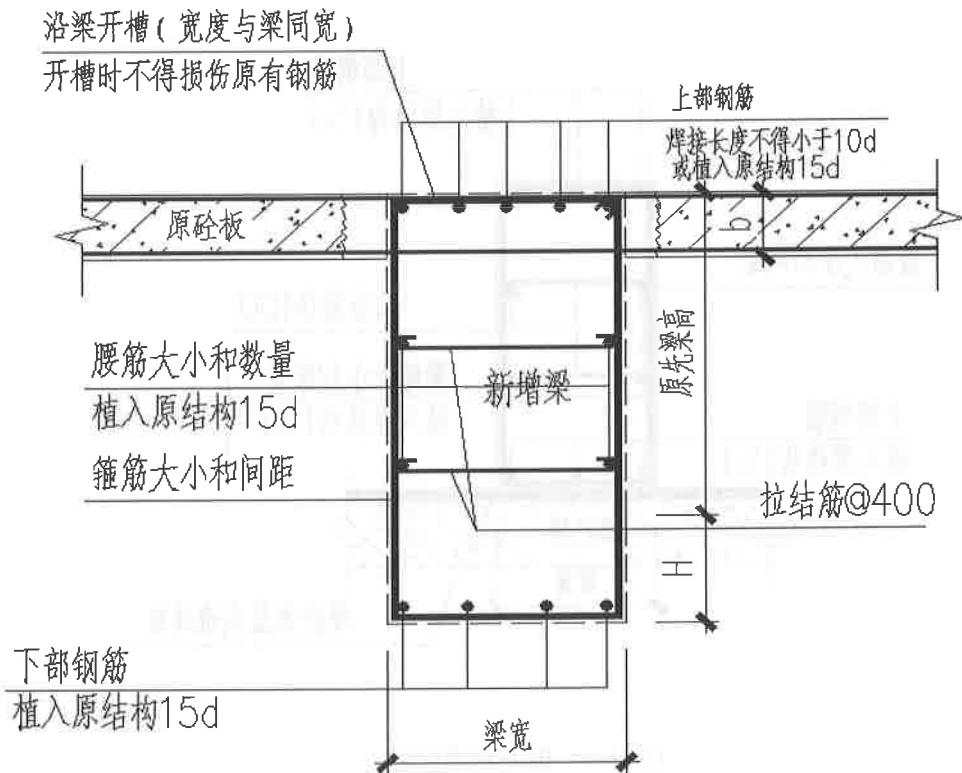 沿梁开槽(宽度与梁同宽)
开槽时不得损伤原有钢筋
上部钢筋
焊接长度不得小于10d
或植入原结构15d
原砼板
b
原先梁高
腰筋大小和数量
植入原结构15d
箍筋大小和间距
新增梁
拉结筋@400
H
下部钢筋
植入原结构15d
梁宽